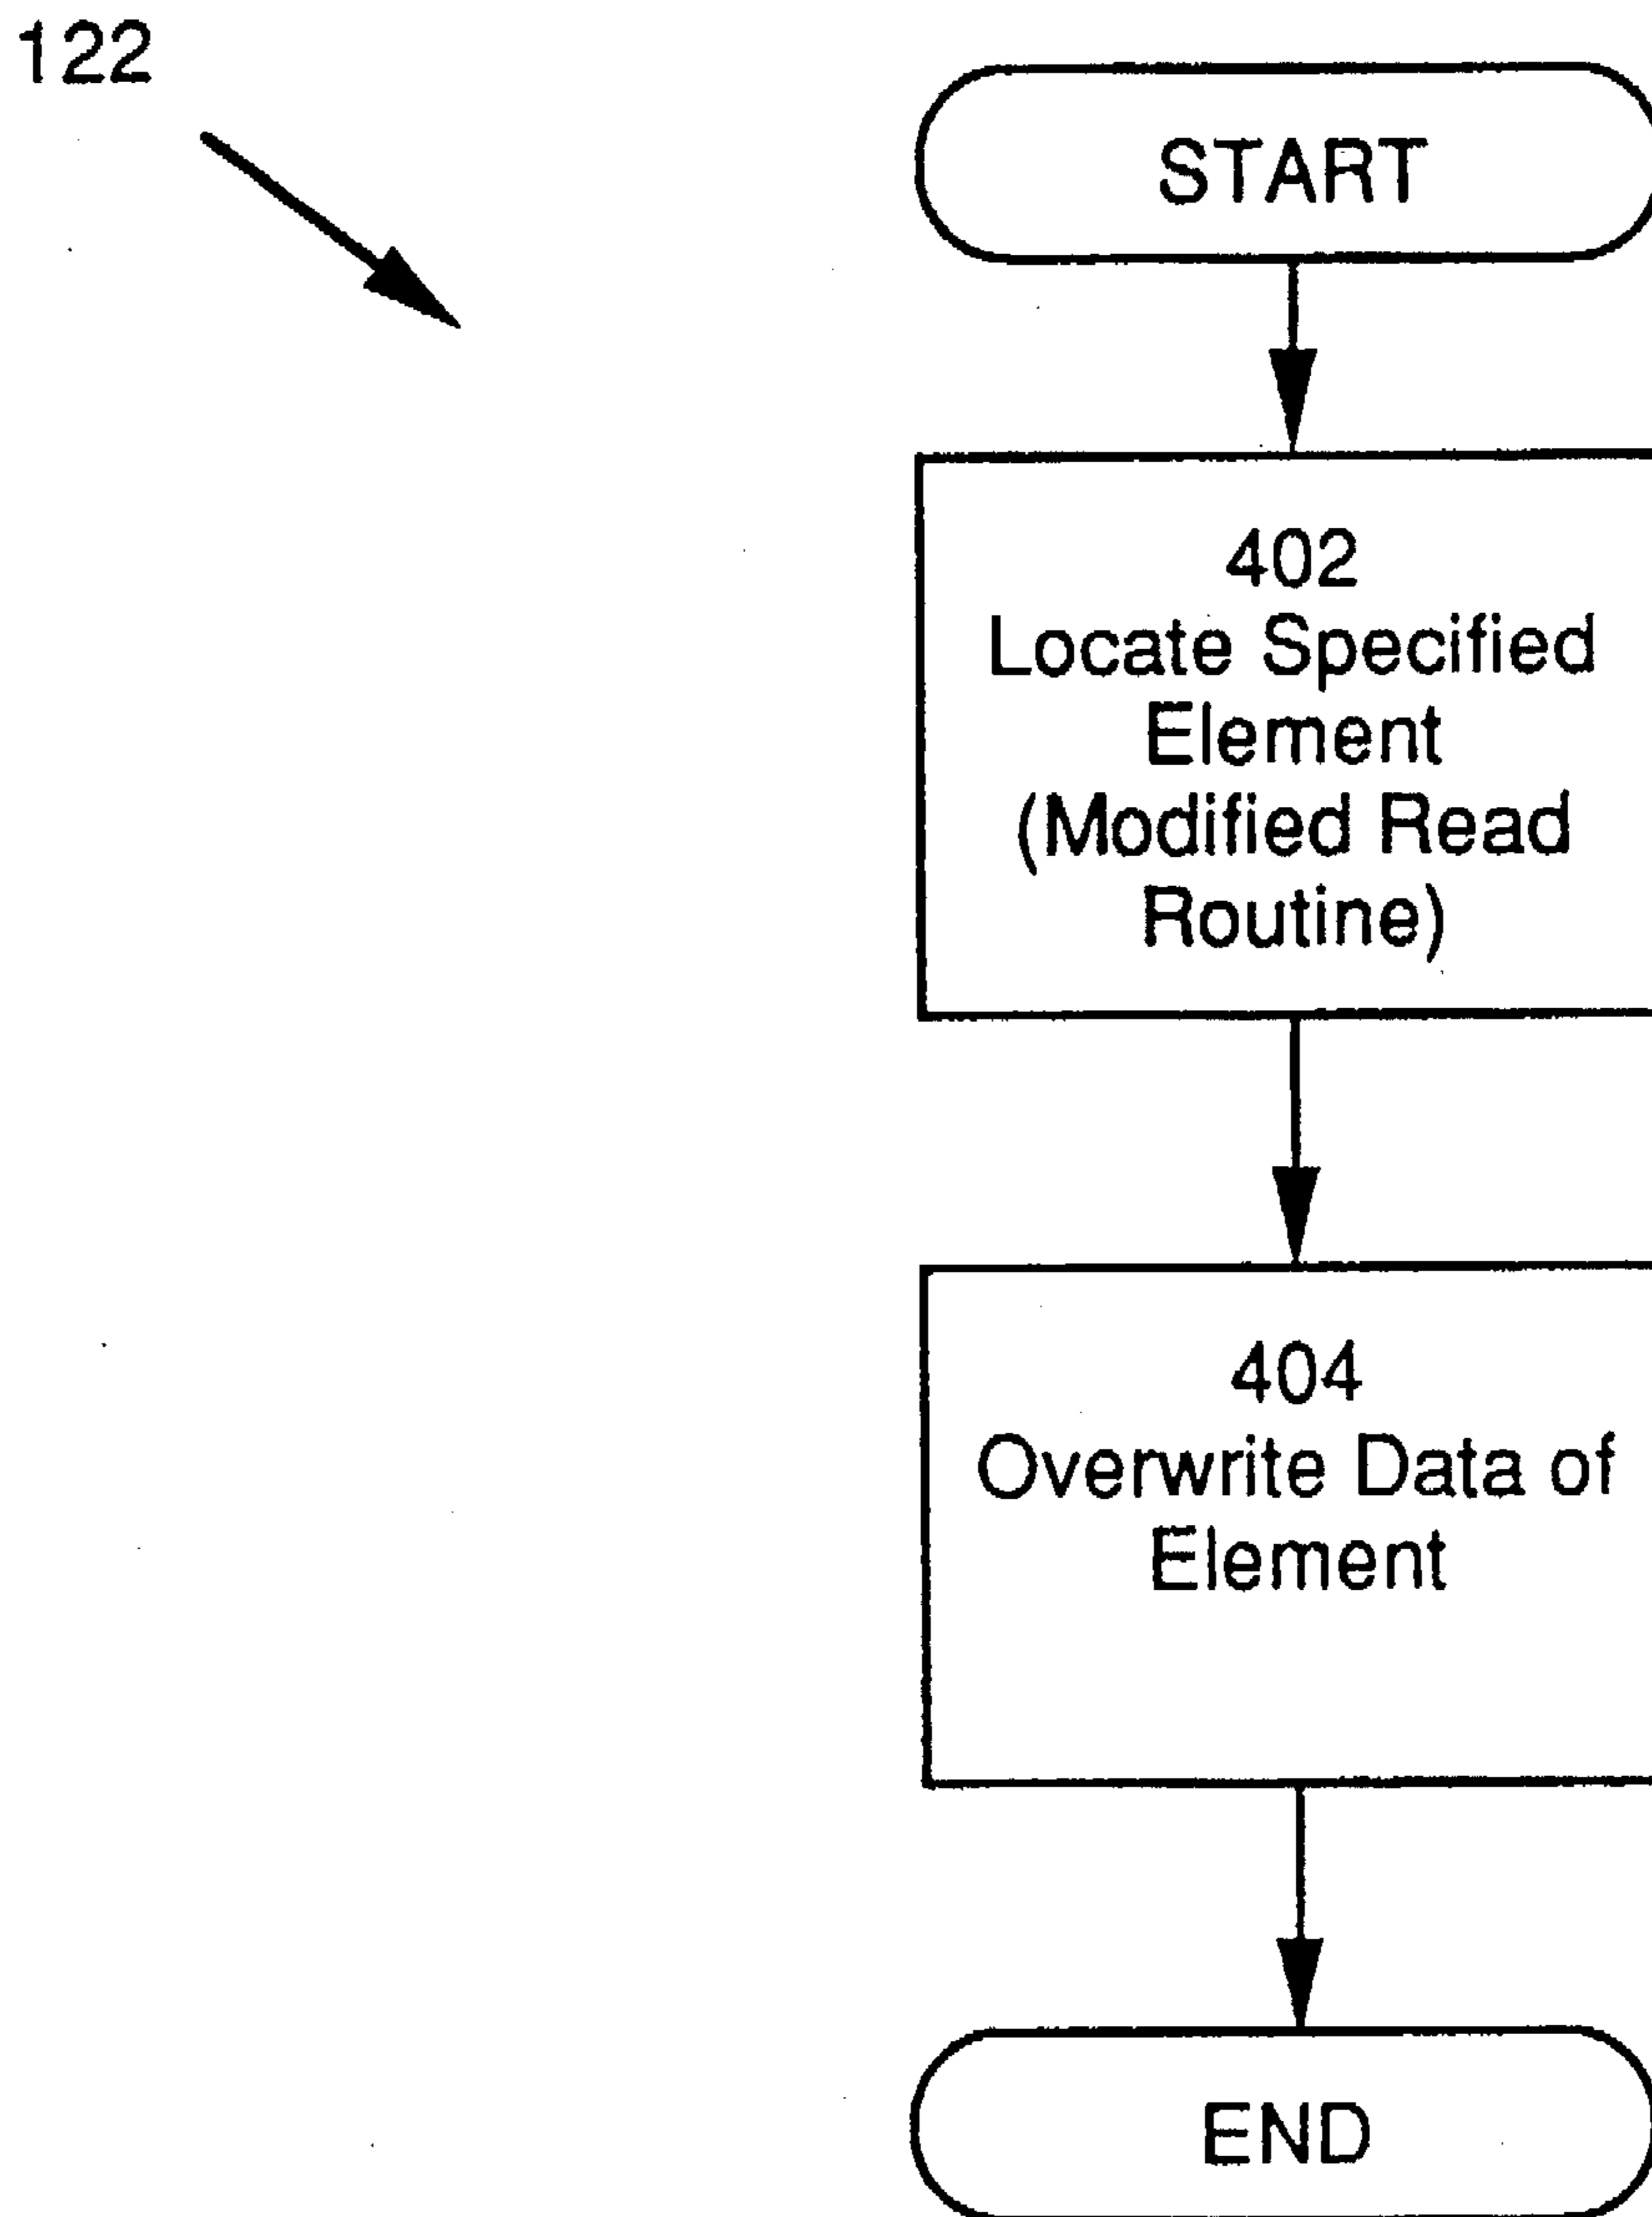 122
START
402
Locate Specified
Element
(Modified Read
Routine)
404
Overwrite Data of
Element
END